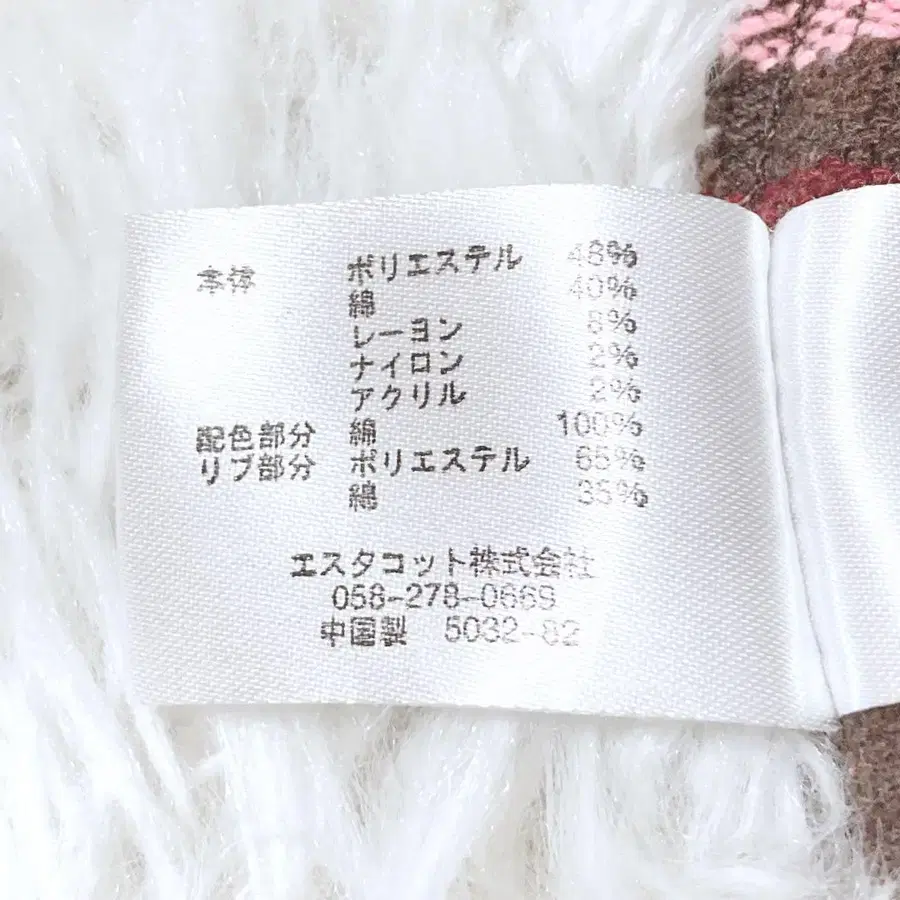 本体 ポリエステル 48%
綿 40%
レーヨン 8%
ナイロン 2%
アクリル 2%
配色部分 綿 100%
リブ部分 ポリエステル 65%
綿 35%
エスタコット株式会社
058-278-0669
中国製 5032-82